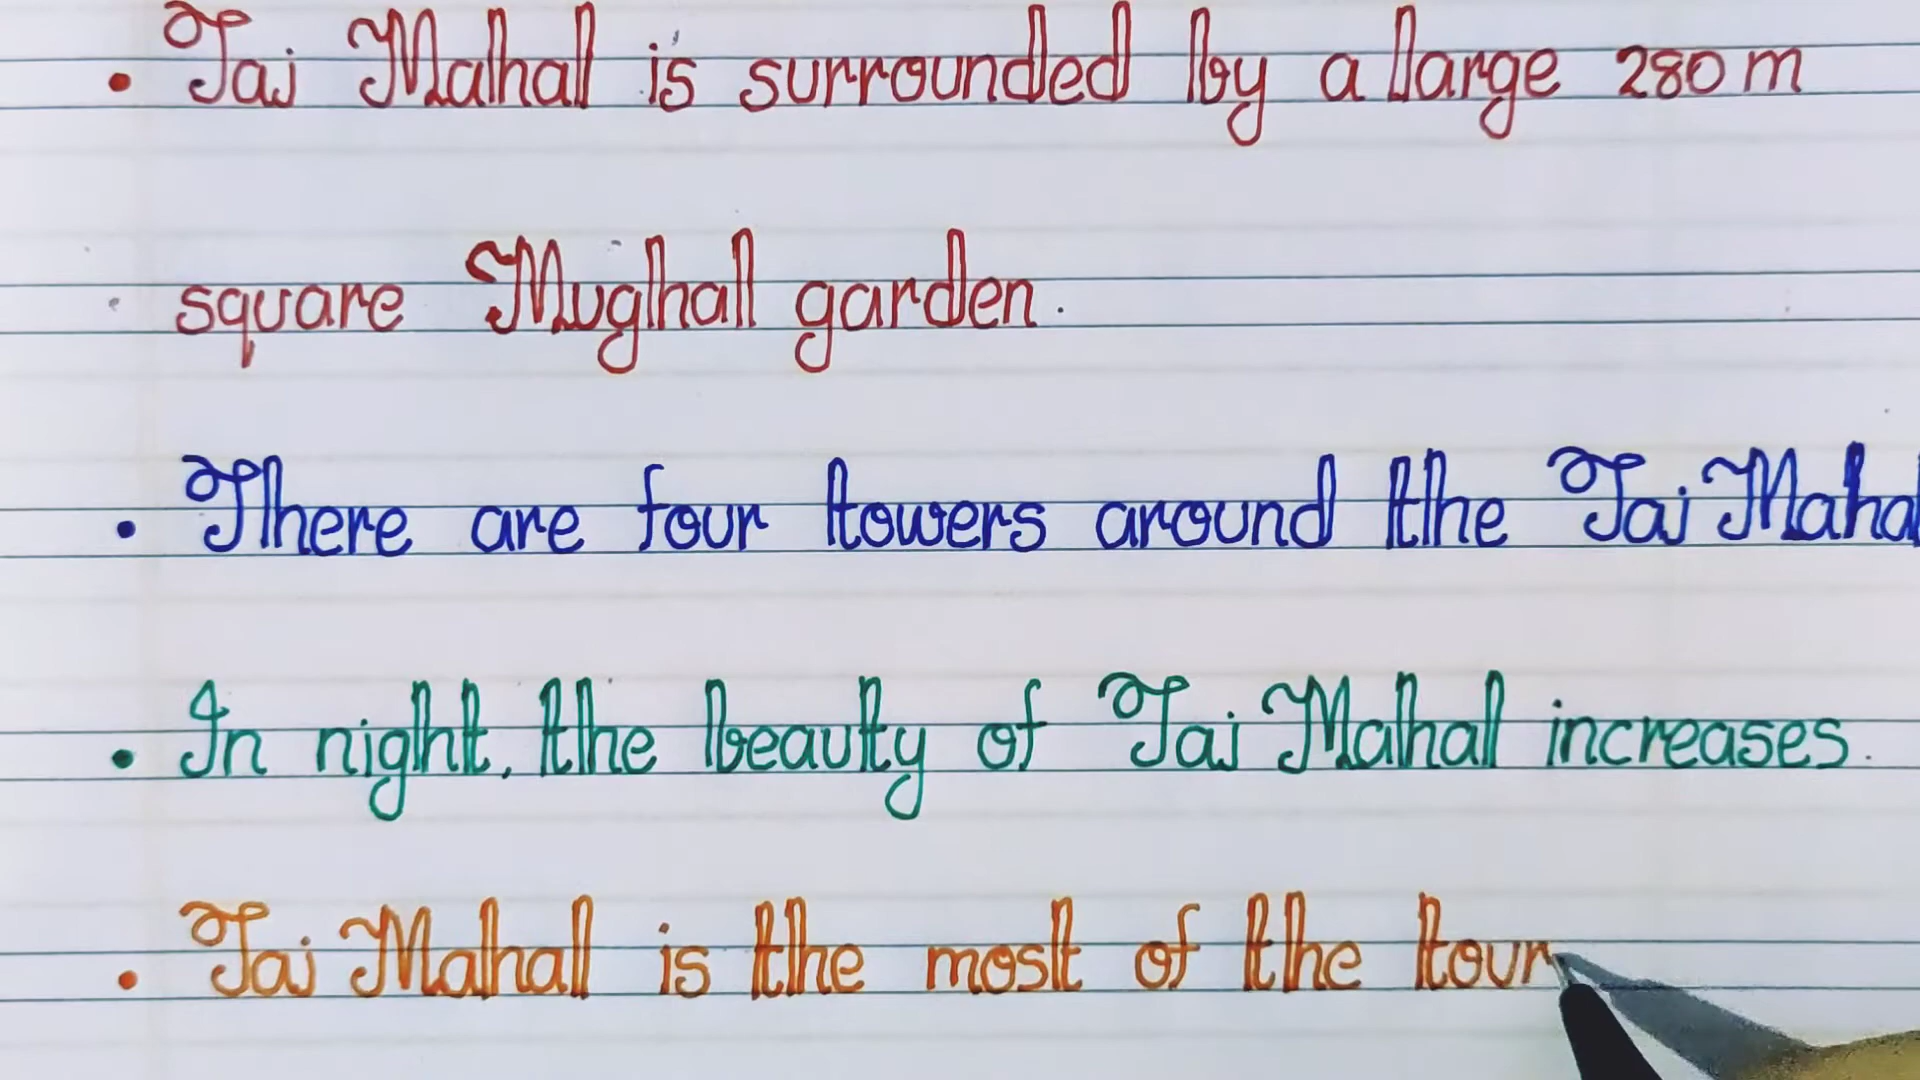 • Taj Mahal is surrounded by a large 280 m
square Mughal garden.
• There are four towers around the Taj Mahal
• In night, the beauty of Taj Mahal increases.
• Taj Mahal is the most of the tour